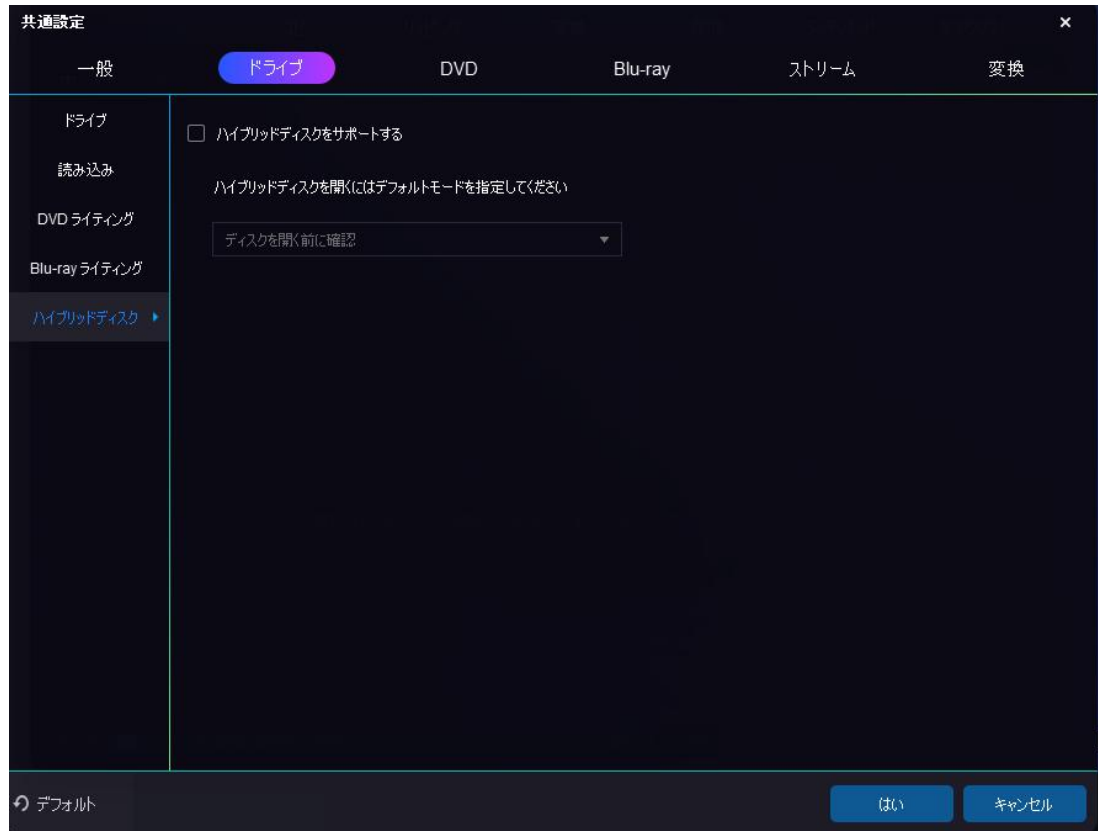 共通設定
一般 ドライブ DVD Blu-ray ストリーム 変換
ドライブ
読み込み
DVD ライティング
Blu-ray ライティング
ハイブリッドディスク
ハイブリッドディスクをサポートする
ハイブリッドディスクを開くにはデフォルトモードを指定してください
ディスクを開く前に確認
デフォルト
はい
キャンセル